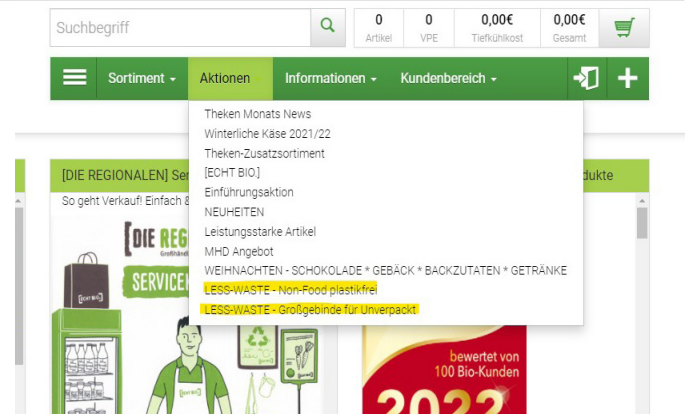 Suchbegriff
0
Artikel
0
VPE
0,00€
Tiefkühlkost
0,00€
Gesamt
Sortiment
Aktionen
Informationen
Kundenbereich
Theken Monats News
Winterliche Käse 2021/22
Theken-Zusatzsortiment
[ECHT BIO.]
Einführungsaktion
NEUHEITEN
Leistungsstarke Artikel
MHD Angebot
WEIHNACHTEN - SCHOKOLADE * GEBÄCK * BACKZUTATEN * GETRÄNKE
LESS-WASTE - Non-Food plastikfrei
LESS-WASTE - Großgebinde für Unverpackt
[DIE REGIONALEN]
So geht Verkauf! Einfach &
[DIE REG
SERVICE
[ECHT BIO.]
bewertet von
100 Bio-Kunden
2022